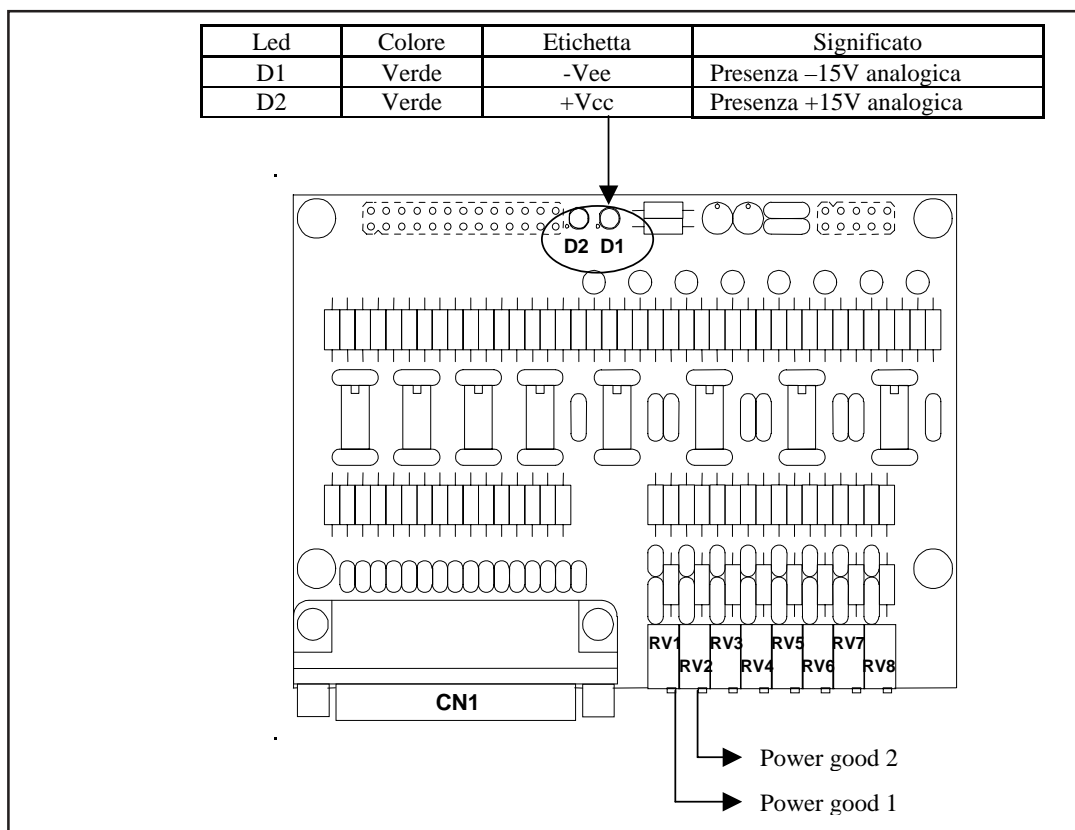 Led Colore Etichetta Significato
D1 Verde -Vee Presenza –15V analogica
D2 Verde +Vcc Presenza +15V analogica
D2 D1
RV1 RV3 RV5 RV7
RV2 RV4 RV6 RV8
CN1
Power good 2
Power good 1